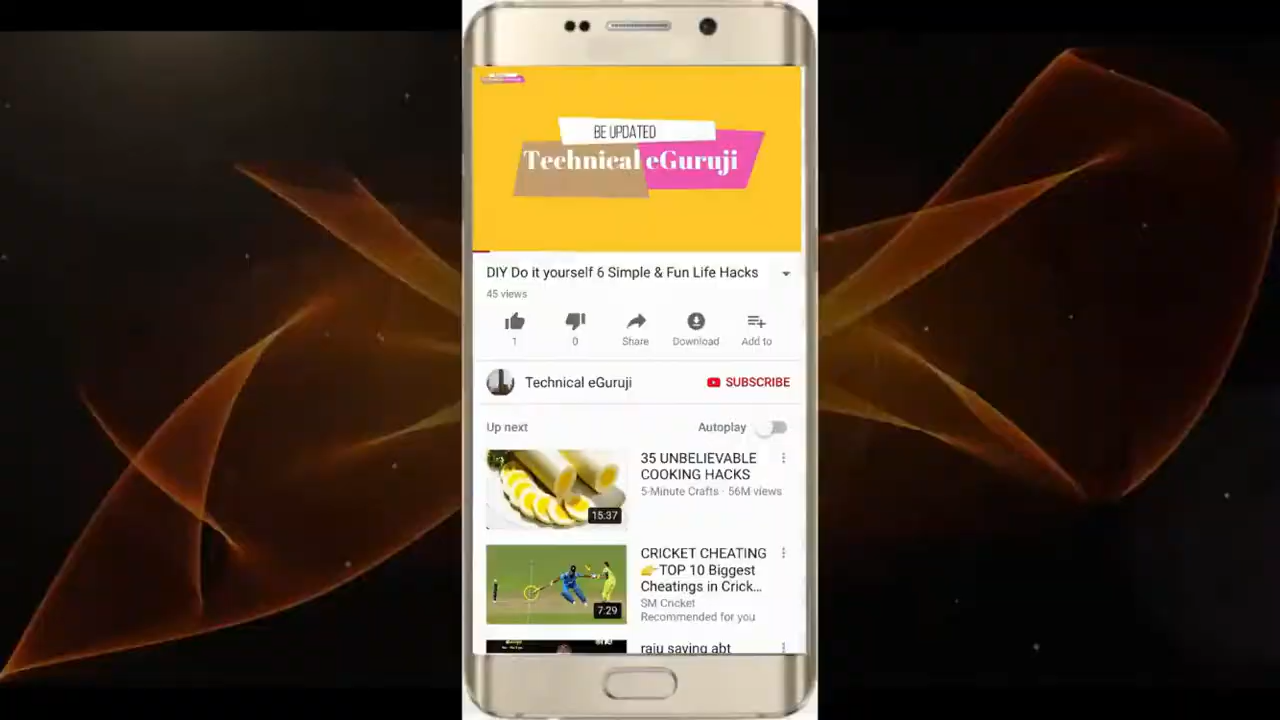 BE UPDATED
Technical eGuruji
DIY Do it yourself 6 Simple & Fun Life Hacks
45 views
1
0
Share
Download
Add to
Technical eGuruji
SUBSCRIBE
Up next
Autoplay
35 UNBELIEVABLE
COOKING HACKS
5-Minute Crafts · 56M views
15:37
CRICKET CHEATING
👉TOP 10 Biggest
Cheatings in Crick...
SM Cricket
Recommended for you
7:29
raju saying abt